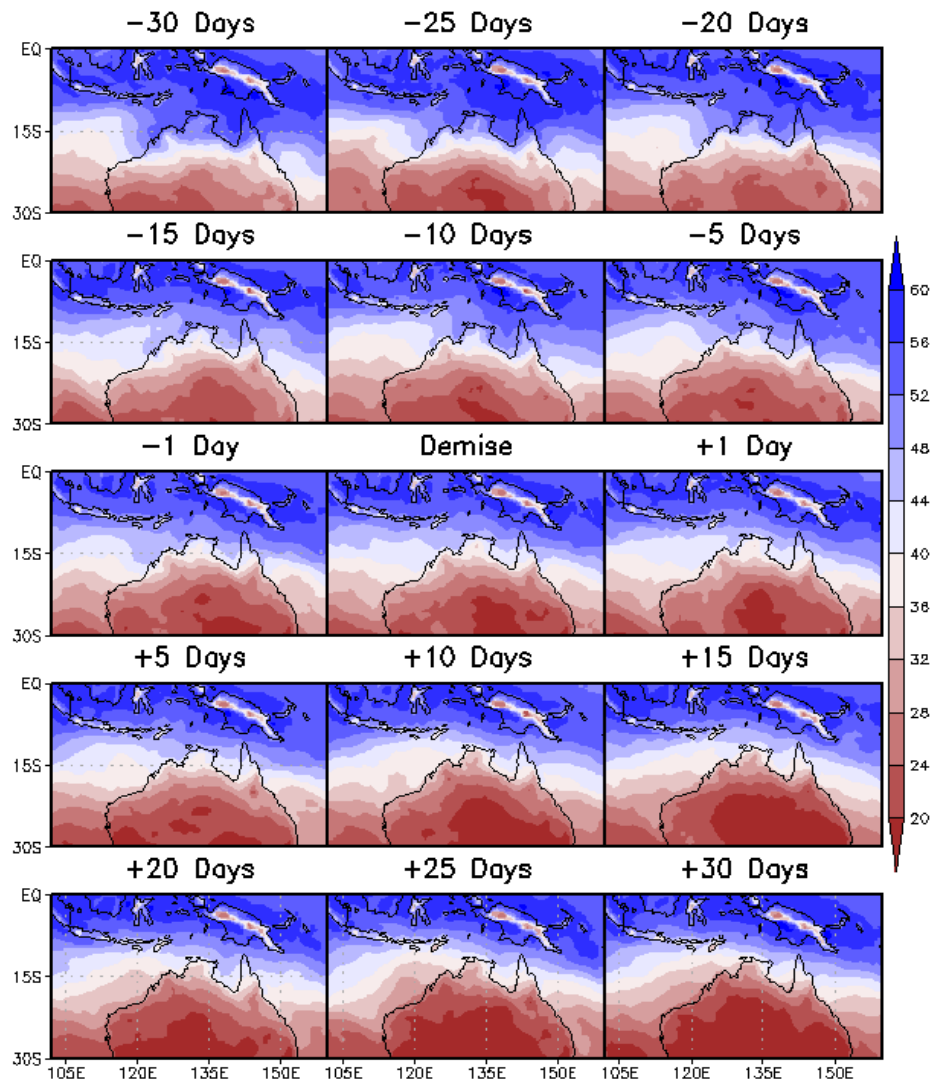 -30 Days -25 Days -20 Days
EQ
15S
30S
-15 Days -10 Days -5 Days
EQ
15S
30S
-1 Day Demise +1 Day
EQ
15S
30S
+5 Days +10 Days +15 Days
EQ
15S
30S
+20 Days +25 Days +30 Days
EQ
15S
30S
105E 120E 135E 150E 105E 120E 135E 150E 105E 120E 135E 150E
60
56
52
48
44
40
36
32
28
24
20